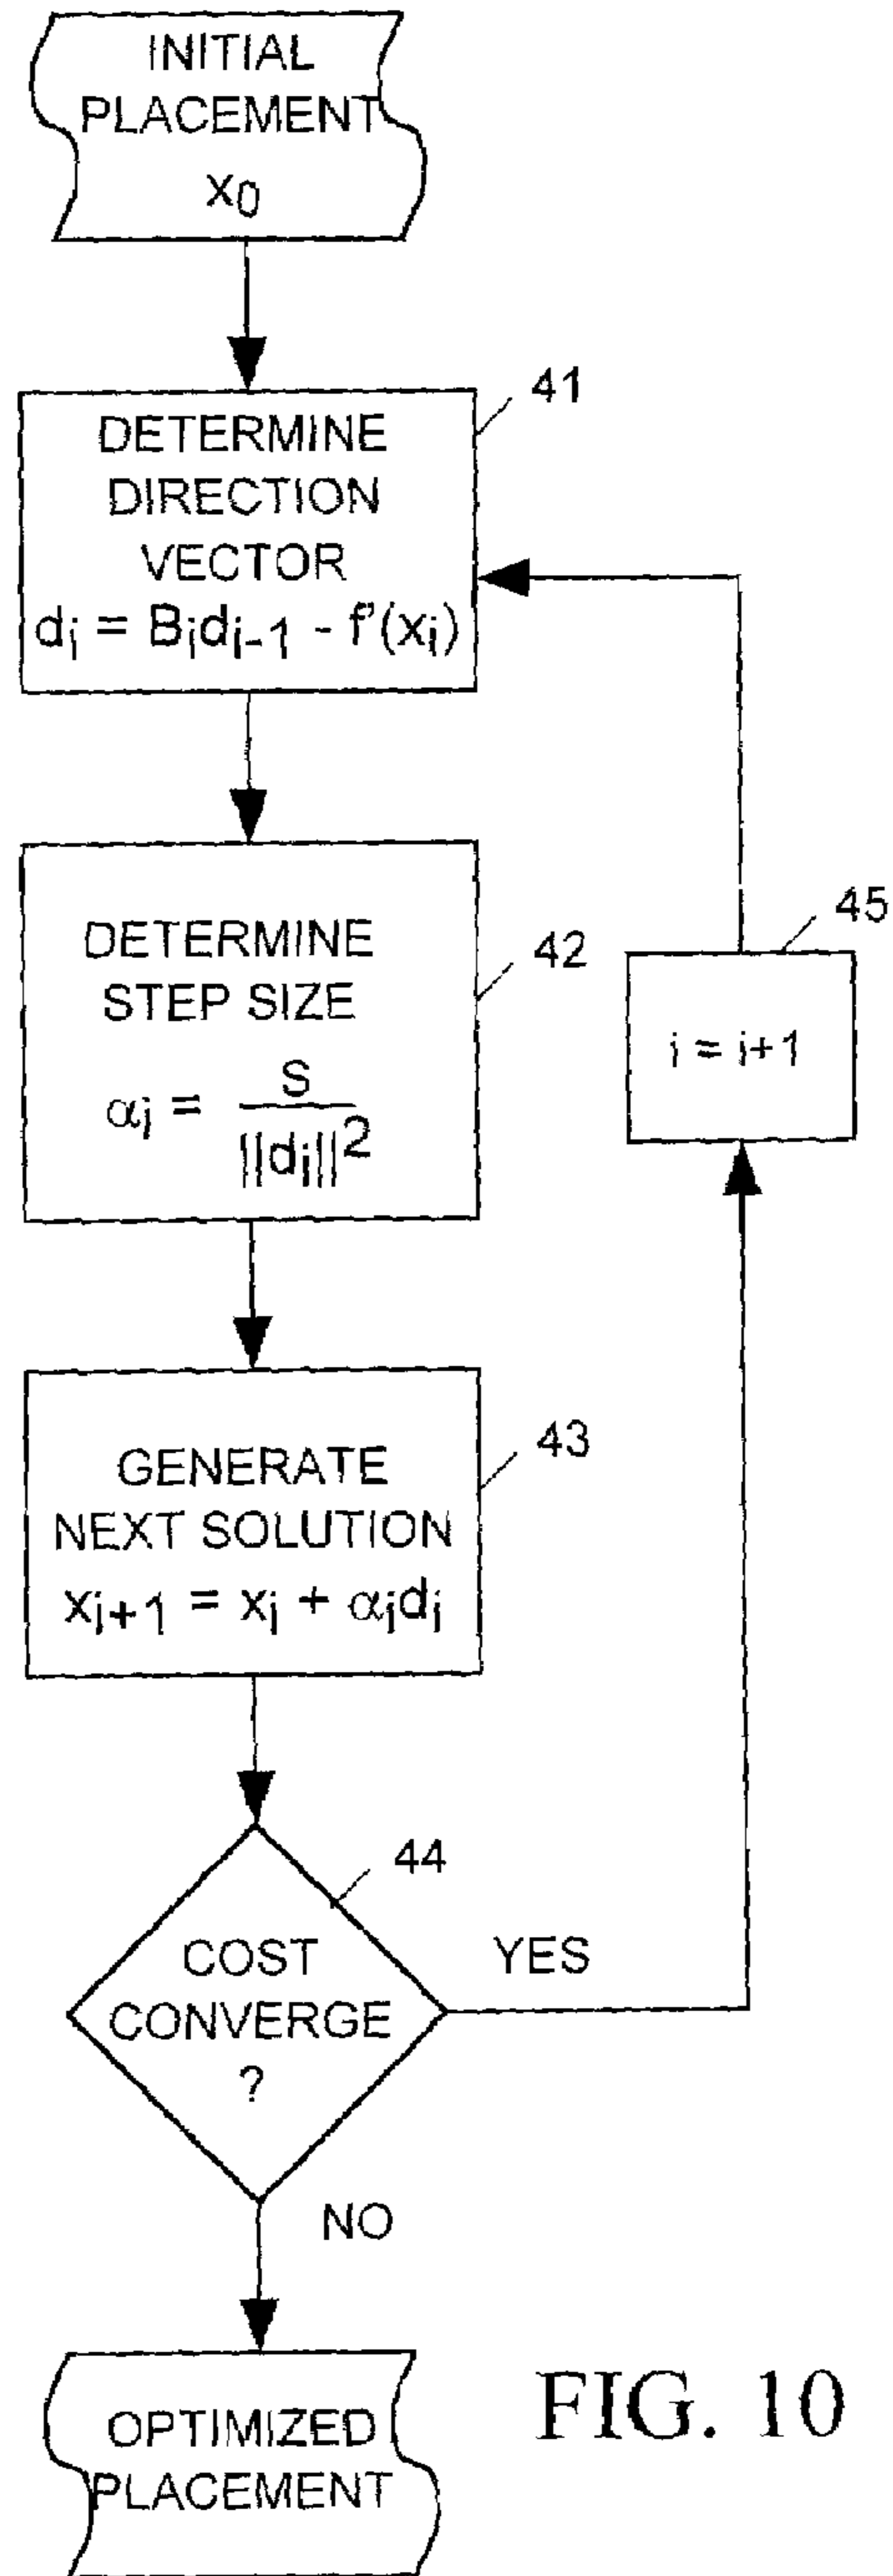 INITIAL
PLACEMENT
x₀
41
DETERMINE
DIRECTION
VECTOR
dᵢ = Bᵢdᵢ₋₁ - f'(xᵢ)
42
DETERMINE
STEP SIZE
αᵢ = S / ||dᵢ||²
45
i = i+1
43
GENERATE
NEXT SOLUTION
xᵢ₊₁ = xᵢ + αᵢdᵢ
44
COST
CONVERGE
?
YES
NO
OPTIMIZED
PLACEMENT
FIG. 10